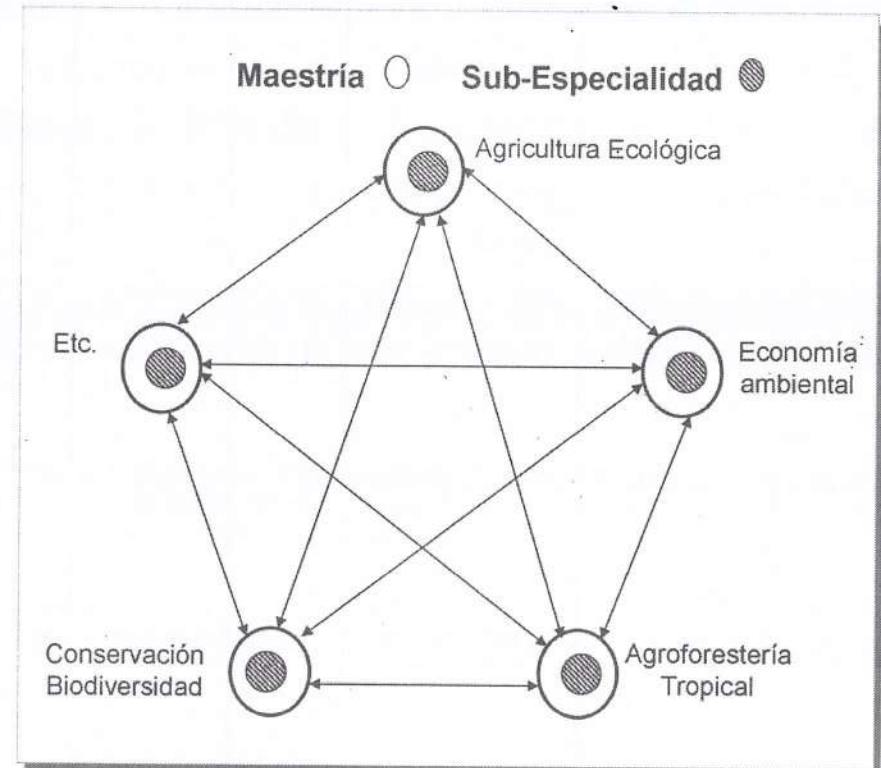 Maestría Sub-Especialidad
Agricultura Ecológica
Etc.
Economía
ambiental
Conservación
Biodiversidad
Agroforestería
Tropical